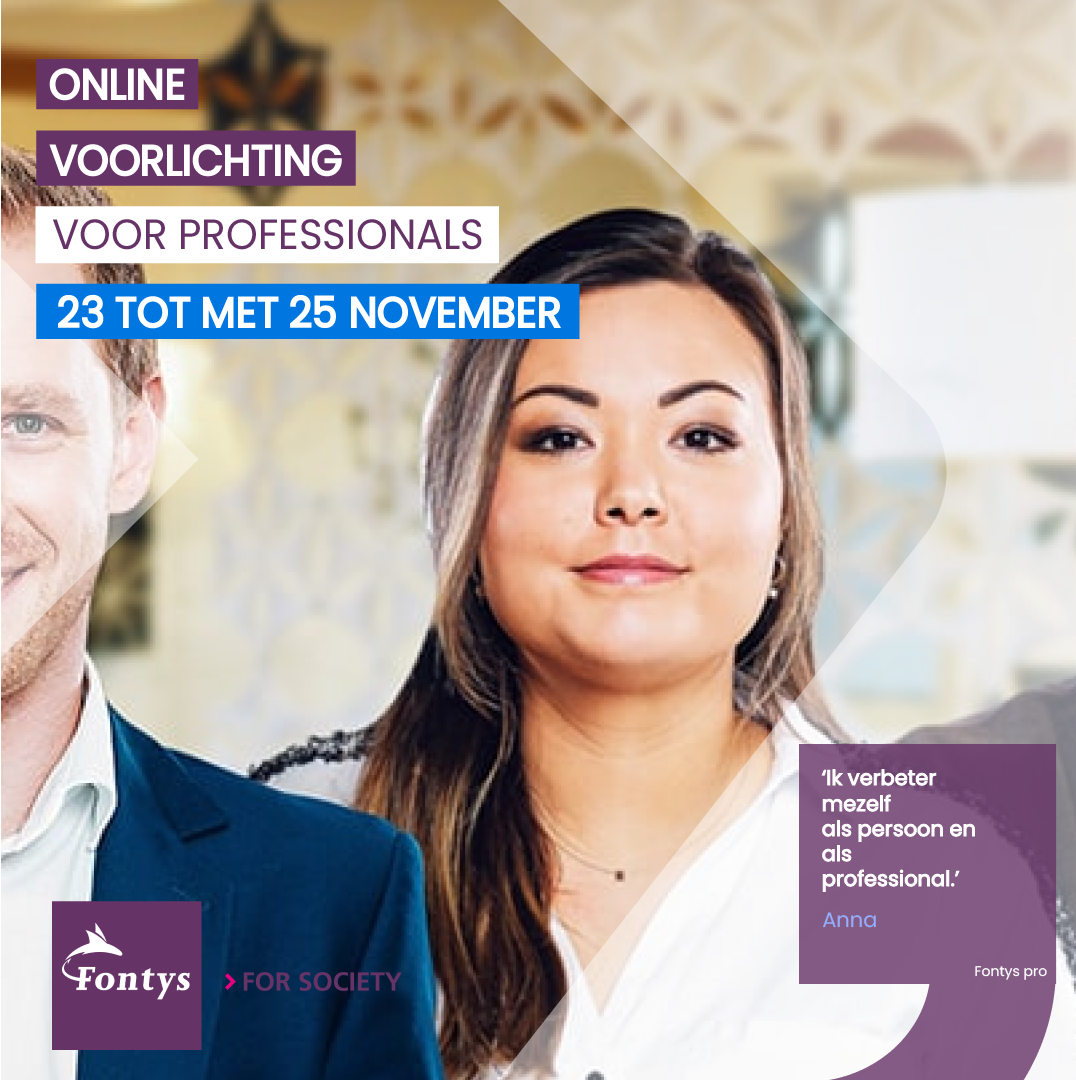 ONLINE
VOORLICHTING
VOOR PROFESSIONALS
23 TOT MET 25 NOVEMBER
‘Ik verbeter
mezelf
als persoon en
als
professional.’
Anna
Fontys pro
Fontys
FOR SOCIETY